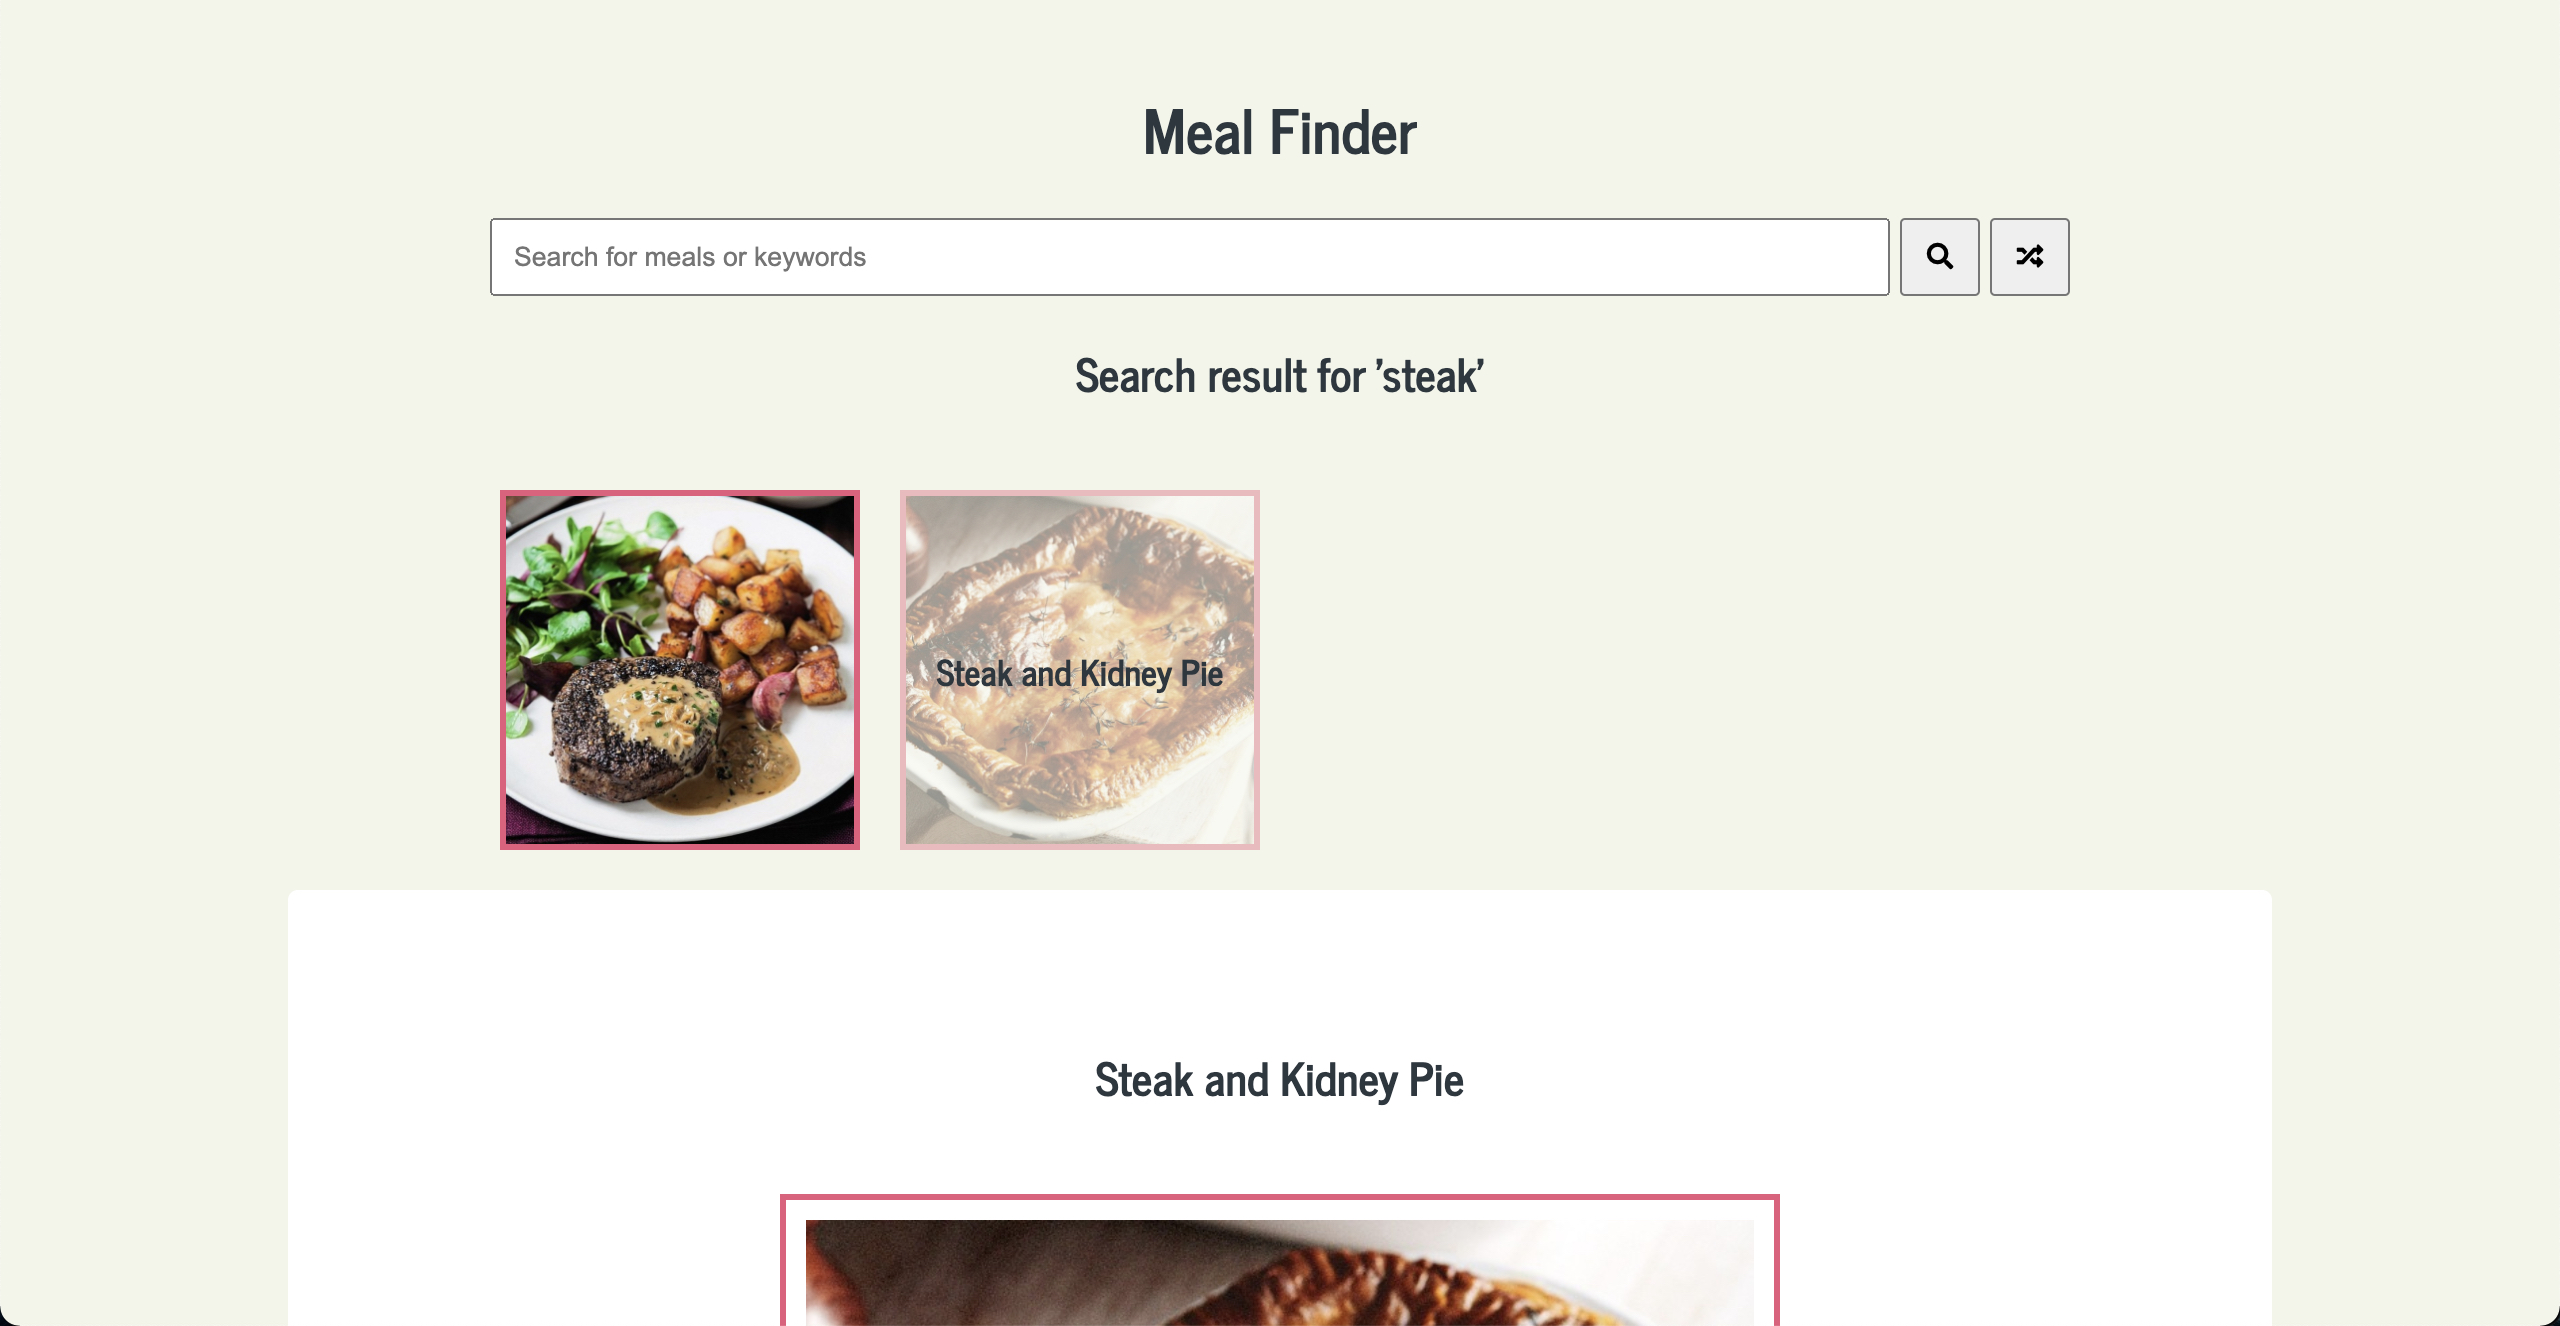 Meal Finder
Search for meals or keywords
Search result for 'steak'
Steak and Kidney Pie
Steak and Kidney Pie